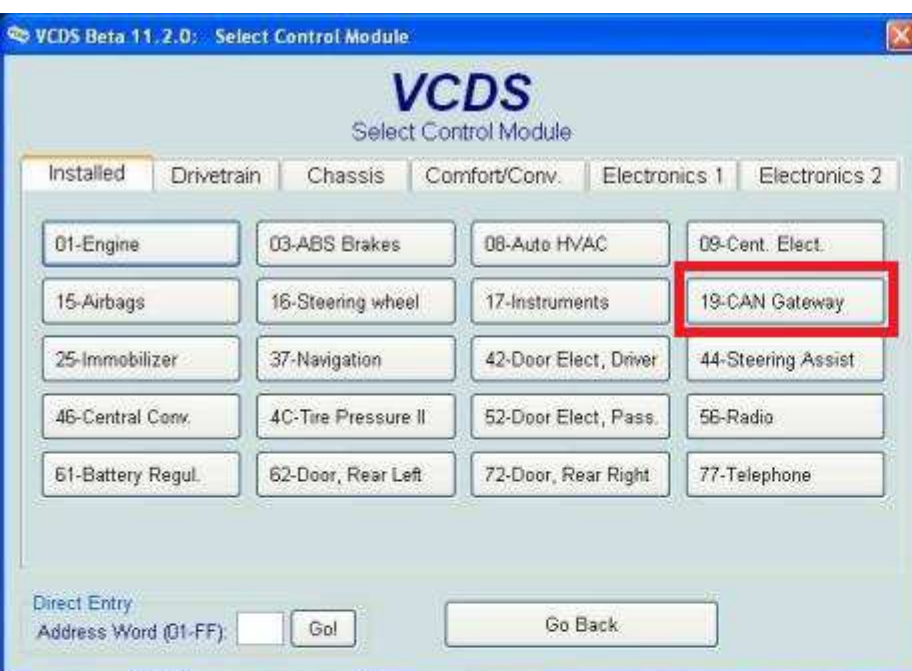 VCDS Beta 11.2.0: Select Control Module
VCDS
Select Control Module
Installed Drivetrain Chassis Comfort/Conv. Electronics 1 Electronics 2
01-Engine 03-ABS Brakes 08-Auto HVAC 09-Cent. Elect.
15-Airbags 16-Steering wheel 17-Instruments 19-CAN Gateway
25-Immobilizer 37-Navigation 42-Door Elect, Driver 44-Steering Assist
46-Central Conv. 4C-Tire Pressure II 52-Door Elect, Pass. 56-Radio
61-Battery Regul. 62-Door, Rear Left 72-Door, Rear Right 77-Telephone
Direct Entry
Address Word (01-FF): Go! Go Back